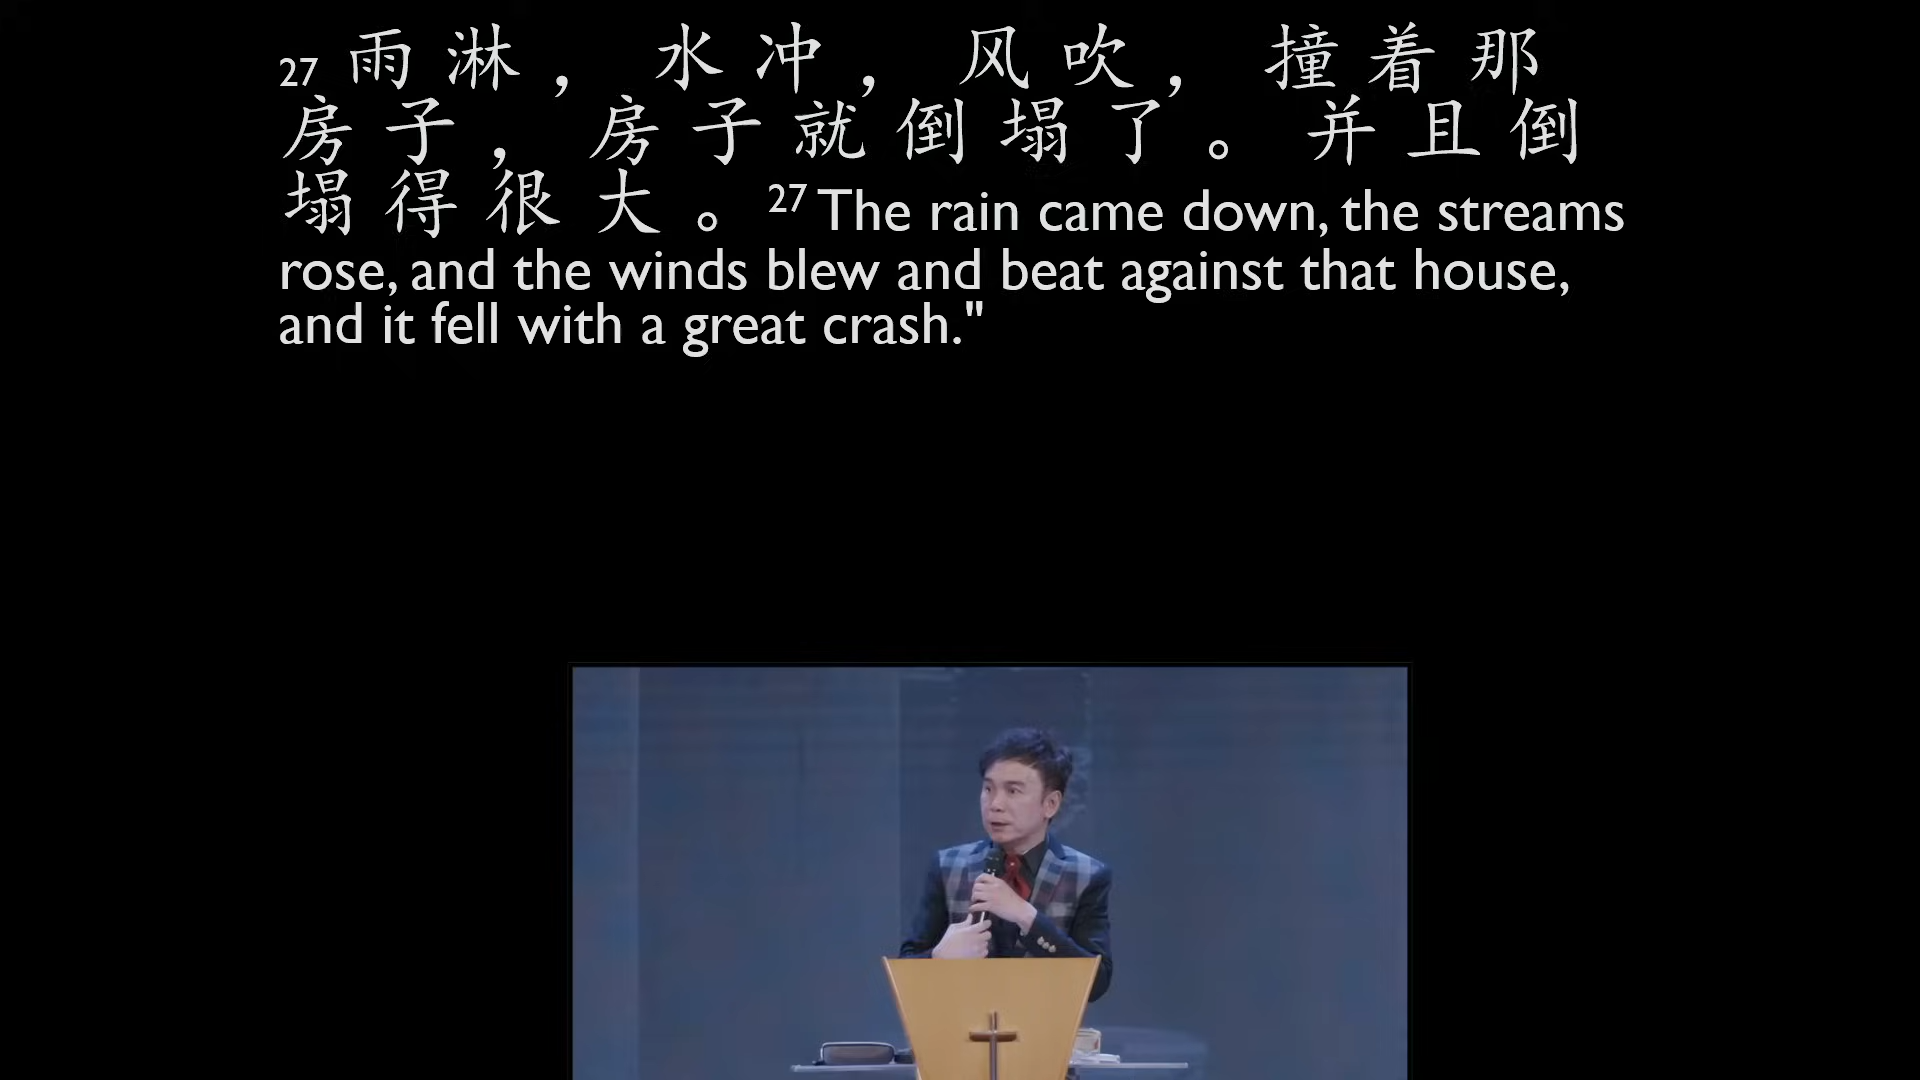 27 雨淋，水冲，风吹，撞着那
房子，房子就倒塌了。并且倒
塌得很大。27 The rain came down, the streams
rose, and the winds blew and beat against that house,
and it fell with a great crash."